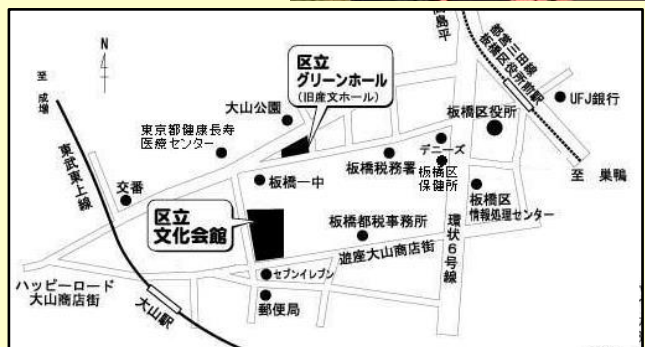 N
至 成増
東武東上線
交番
ハッピーロード
大山商店街
大山駅
東京都健康長寿
医療センター
大山公園
区立
グリーンホール
(旧産文ホール)
板橋一中
区立
文化会館
セブンイレブン
郵便局
板橋税務署
板橋都税事務所
遊座大山商店街
デニーズ
板橋区
保健所
環状6号線
高島平
都営三田線
板橋区役所前駅
板橋区役所
UFJ銀行
至 巣鴨
板橋区
情報処理センター